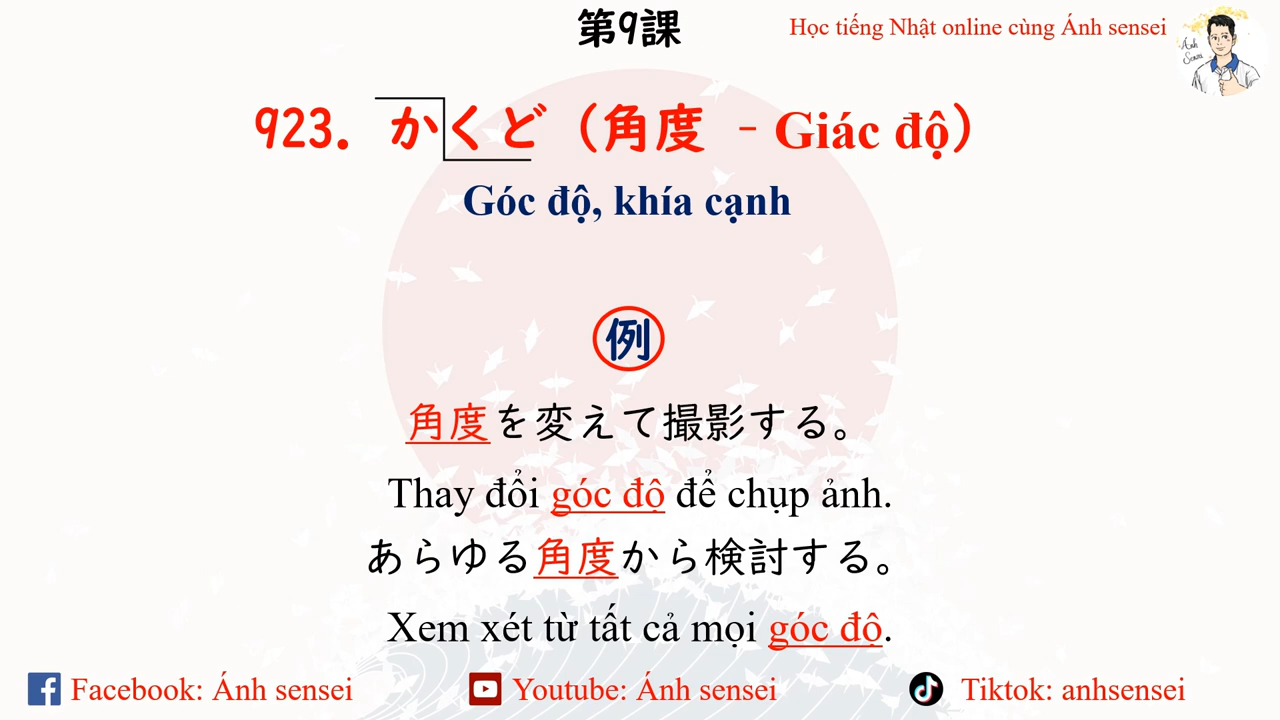 第9課
Học tiếng Nhật online cùng Ánh sensei
Ánh
Sensei
923. かくど（角度 - Giác độ）
Góc độ, khía cạnh
例
角度を変えて撮影する。
Thay đổi góc độ để chụp ảnh.
あらゆる角度から検討する。
Xem xét từ tất cả mọi góc độ.
Facebook: Ánh sensei
Youtube: Ánh sensei
Tiktok: anhsensei